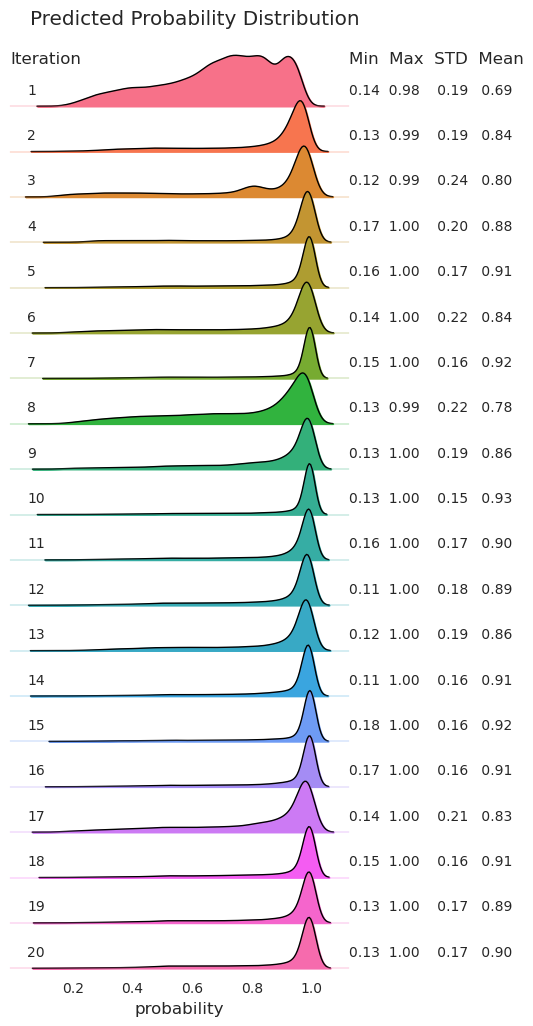 Predicted Probability Distribution
Iteration Min Max STD Mean
1 0.14 0.98 0.19 0.69
2 0.13 0.99 0.19 0.84
3 0.12 0.99 0.24 0.80
4 0.17 1.00 0.20 0.88
5 0.16 1.00 0.17 0.91
6 0.14 1.00 0.22 0.84
7 0.15 1.00 0.16 0.92
8 0.13 0.99 0.22 0.78
9 0.13 1.00 0.19 0.86
10 0.13 1.00 0.15 0.93
11 0.16 1.00 0.17 0.90
12 0.11 1.00 0.18 0.89
13 0.12 1.00 0.19 0.86
14 0.11 1.00 0.16 0.91
15 0.18 1.00 0.16 0.92
16 0.17 1.00 0.16 0.91
17 0.14 1.00 0.21 0.83
18 0.15 1.00 0.16 0.91
19 0.13 1.00 0.17 0.89
20 0.13 1.00 0.17 0.90
0.2 0.4 0.6 0.8 1.0
probability